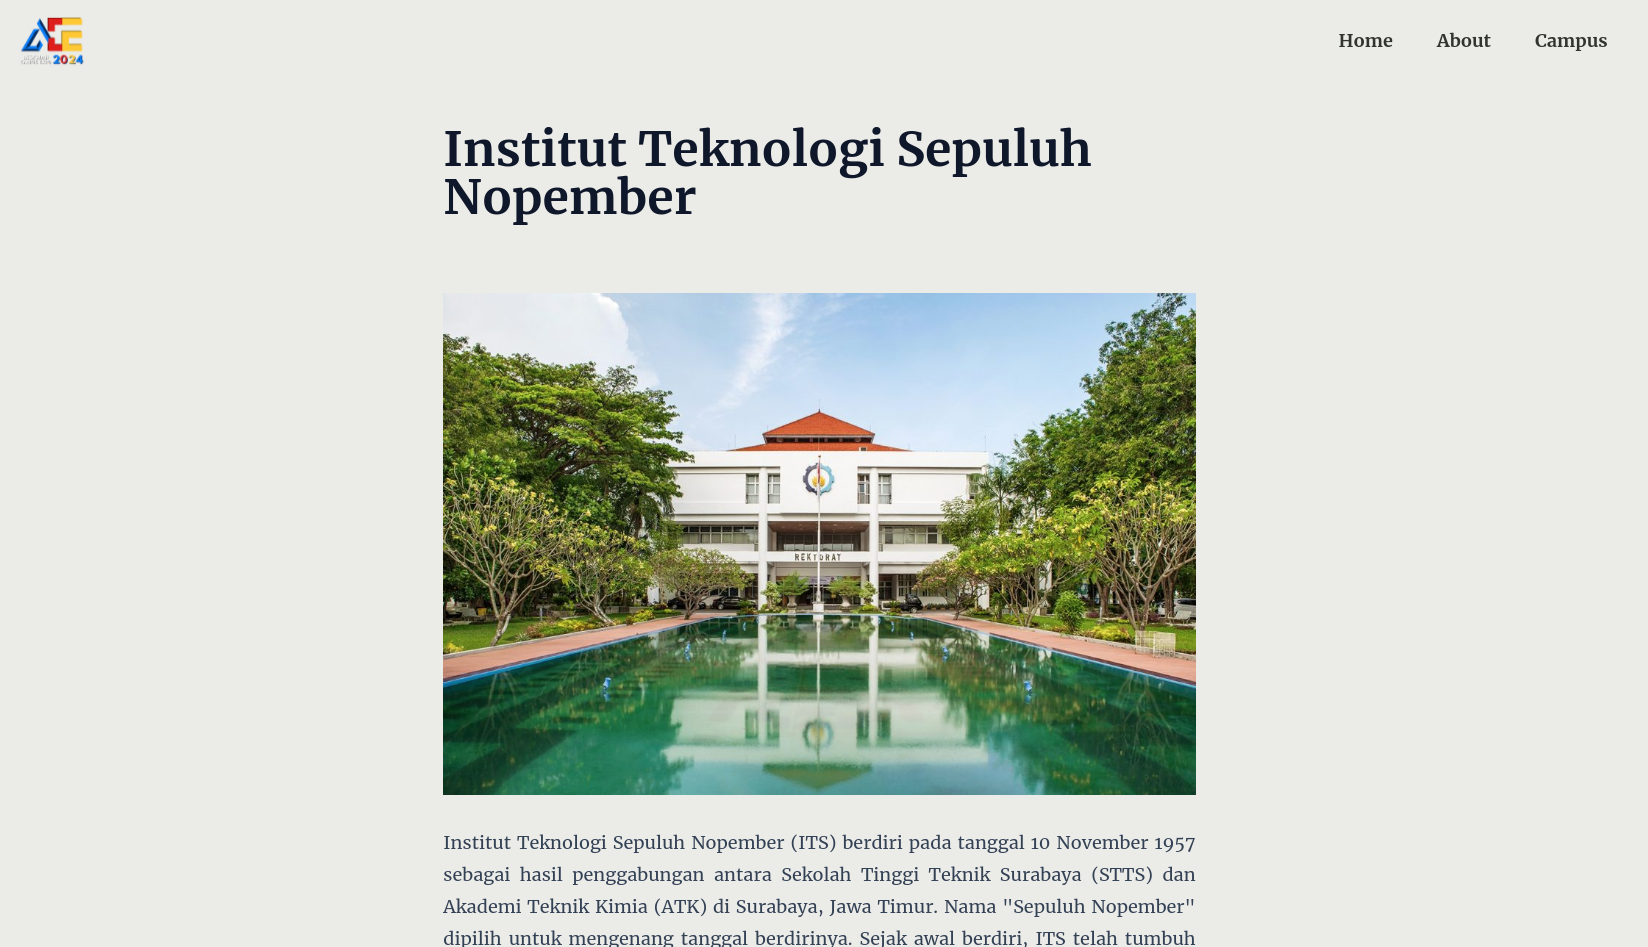 2024
Home
About
Campus
Institut Teknologi Sepuluh
Nopember
REKTORAT
Institut Teknologi Sepuluh Nopember (ITS) berdiri pada tanggal 10 November 1957
sebagai hasil penggabungan antara Sekolah Tinggi Teknik Surabaya (STTS) dan
Akademi Teknik Kimia (ATK) di Surabaya, Jawa Timur. Nama "Sepuluh Nopember"
dipilih untuk mengenang tanggal berdirinya. Sejak awal berdiri, ITS telah tumbuh